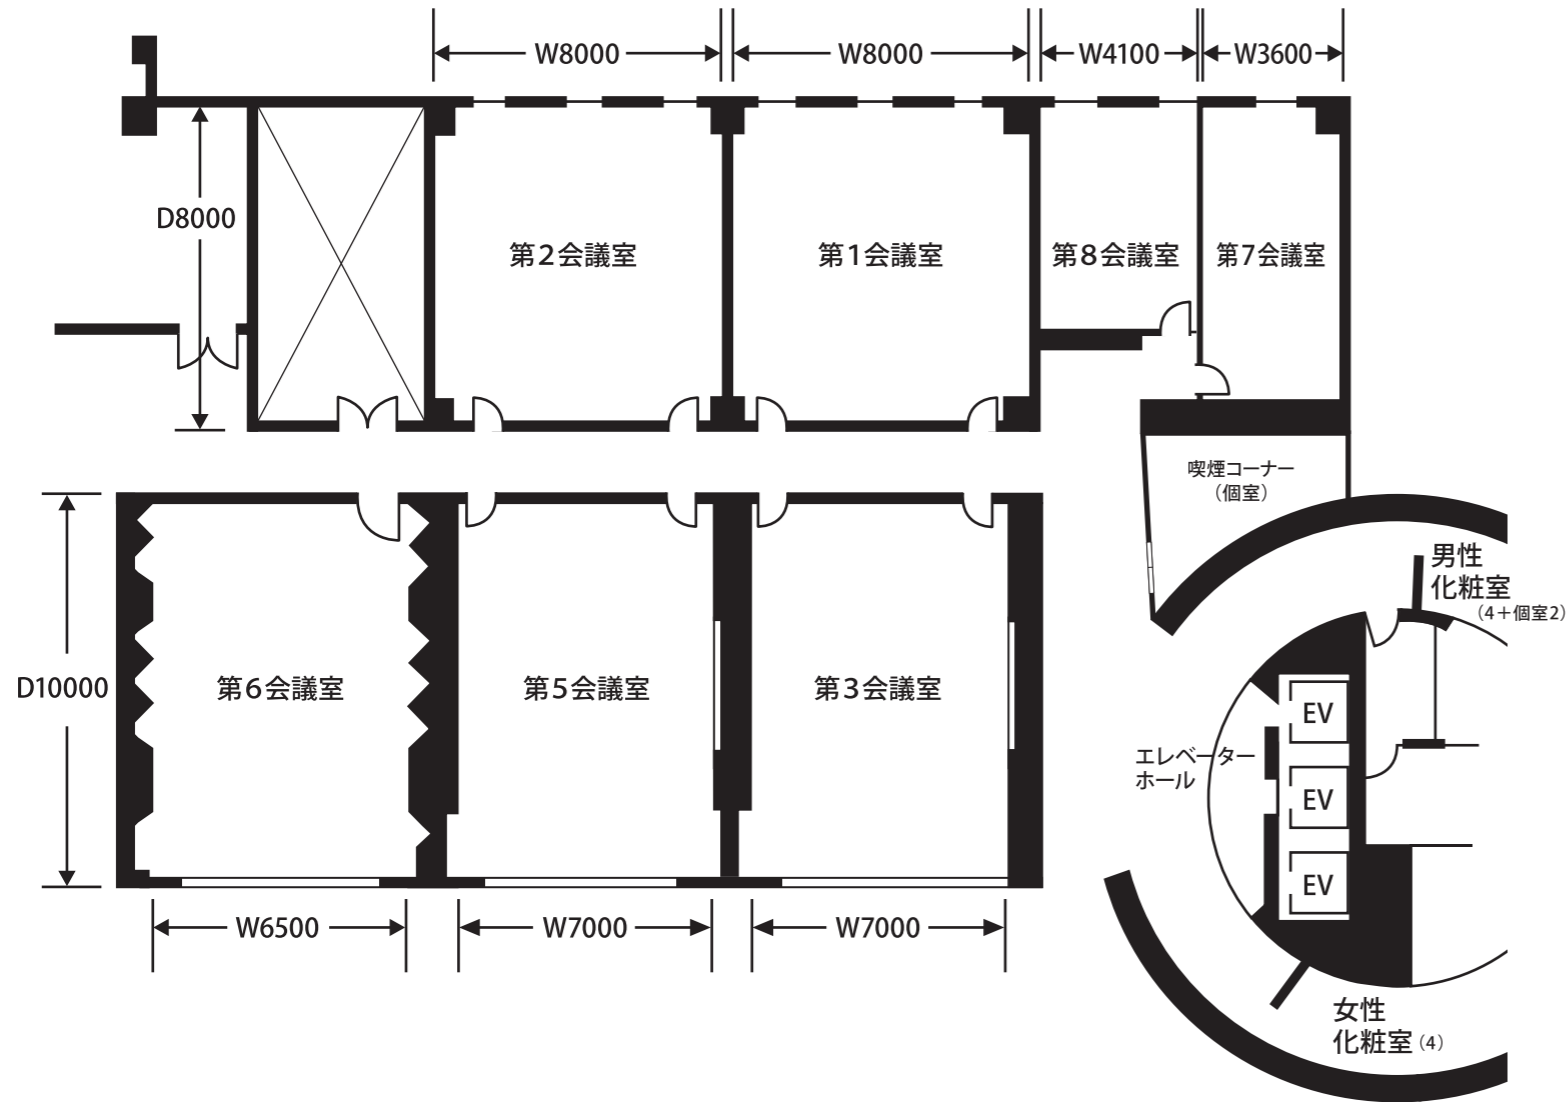 W8000
W8000
W4100
W3600
D8000
第2会議室
第1会議室
第8会議室
第7会議室
喫煙コーナー
（個室）
男性
化粧室
（4＋個室2）
D10000
第6会議室
第5会議室
第3会議室
EV
エレベーター
ホール
EV
EV
W6500
W7000
W7000
女性
化粧室（4）